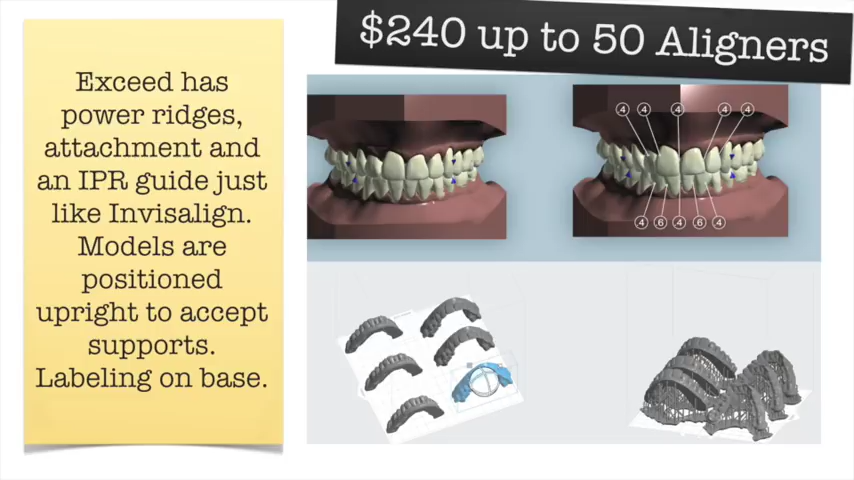 $240 up to 50 Aligners
Exceed has
power ridges,
attachment and
an IPR guide just
like Invisalign.
Models are
positioned
upright to accept
supports.
Labeling on base.
4 4 4 4 4
4 6 4 6 4